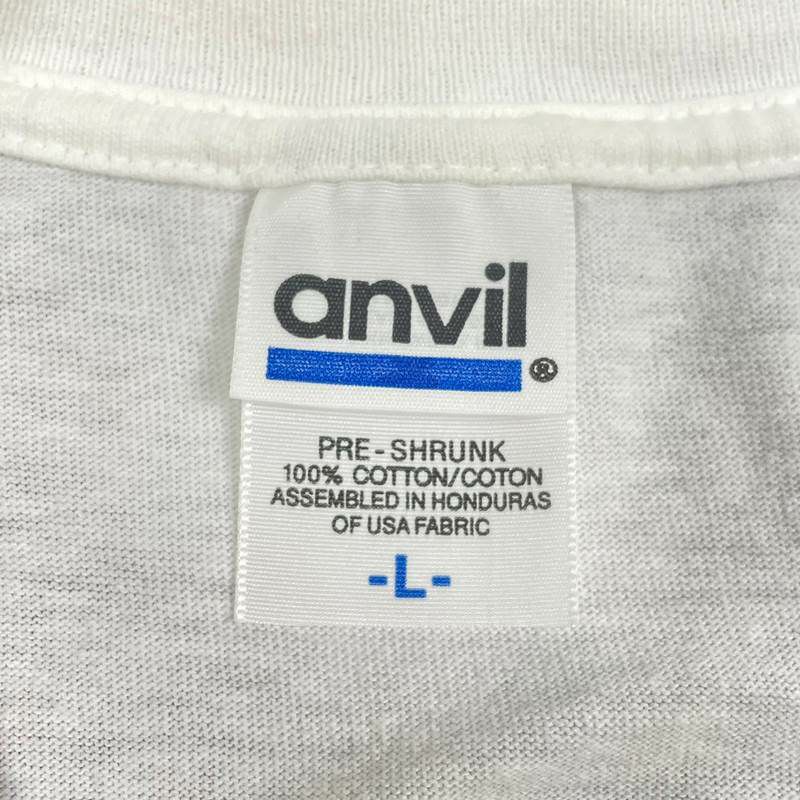 anvil®
PRE-SHRUNK
100% COTTON/COTON
ASSEMBLED IN HONDURAS
OF USA FABRIC
-L-